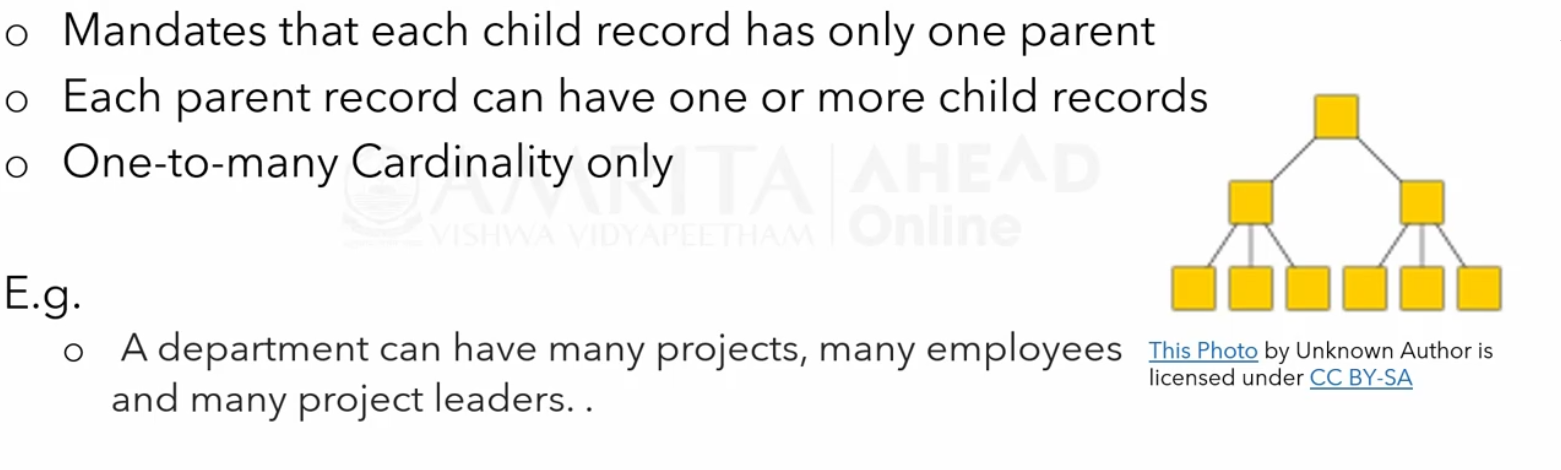 o Mandates that each child record has only one parent
o Each parent record can have one or more child records
o One-to-many Cardinality only
AMRITA AHEAD
VISHWA VIDYAPEETHAM Online
E.g.
o A department can have many projects, many employees
and many project leaders. .
This Photo by Unknown Author is
licensed under CC BY-SA